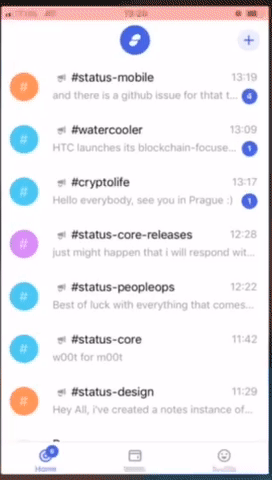 13:20
#status-mobile 13:19
and there is a github issue for thtat t... 4
#watercooler 13:09
HTC launches its blockchain-focuse... 1
#cryptolife 13:17
Hello everybody, see you in Prague :) 1
#status-core-releases 12:28
just might happen that i will respond wit...
#status-peopleops 12:22
Best of luck with everything that comes...
#status-core 11:42
w00t for m00t
#status-design 11:29
Hey All, i've created a notes instance of...
6
Home